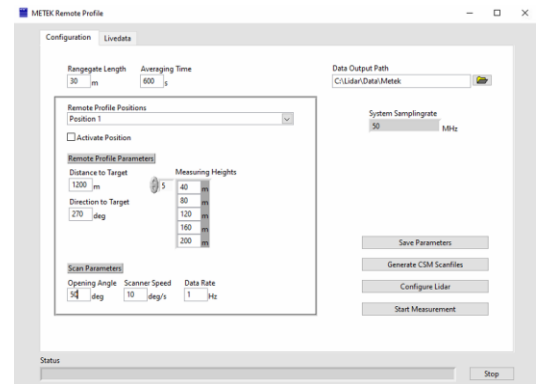 METEK Remote Profile
Configuration Livedata
Rangegate Length Averaging Time Data Output Path
30 m 600 s C:\Lidar\Data\Metek
Remote Profile Positions System Samplingrate
Position 1 50 MHz
Activate Position
Remote Profile Parameters
Distance to Target Measuring Heights
1200 m 5 40 m
Direction to Target 80 m
270 deg 120 m
160 m
200 m
Save Parameters
Scan Parameters Generate CSM Scanfiles
Opening Angle Scanner Speed Data Rate Configure Lidar
50 deg 10 deg/s 1 Hz
Start Measurement
Status
Stop